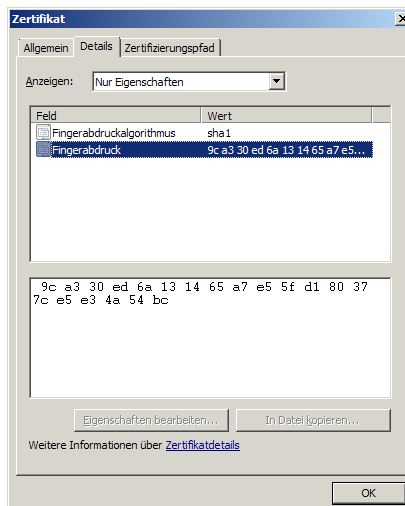 Zertifikat
Allgemein Details Zertifizierungspfad
Anzeigen: Nur Eigenschaften
Feld Wert
Fingerabdruckalgorithmus sha1
Fingerabdruck 9c a3 30 ed 6a 13 14 65 a7 e5...
9c a3 30 ed 6a 13 14 65 a7 e5 5f d1 80 37
7c e5 e3 4a 54 bc
Eigenschaften bearbeiten... In Datei kopieren...
Weitere Informationen über Zertifikatdetails
OK